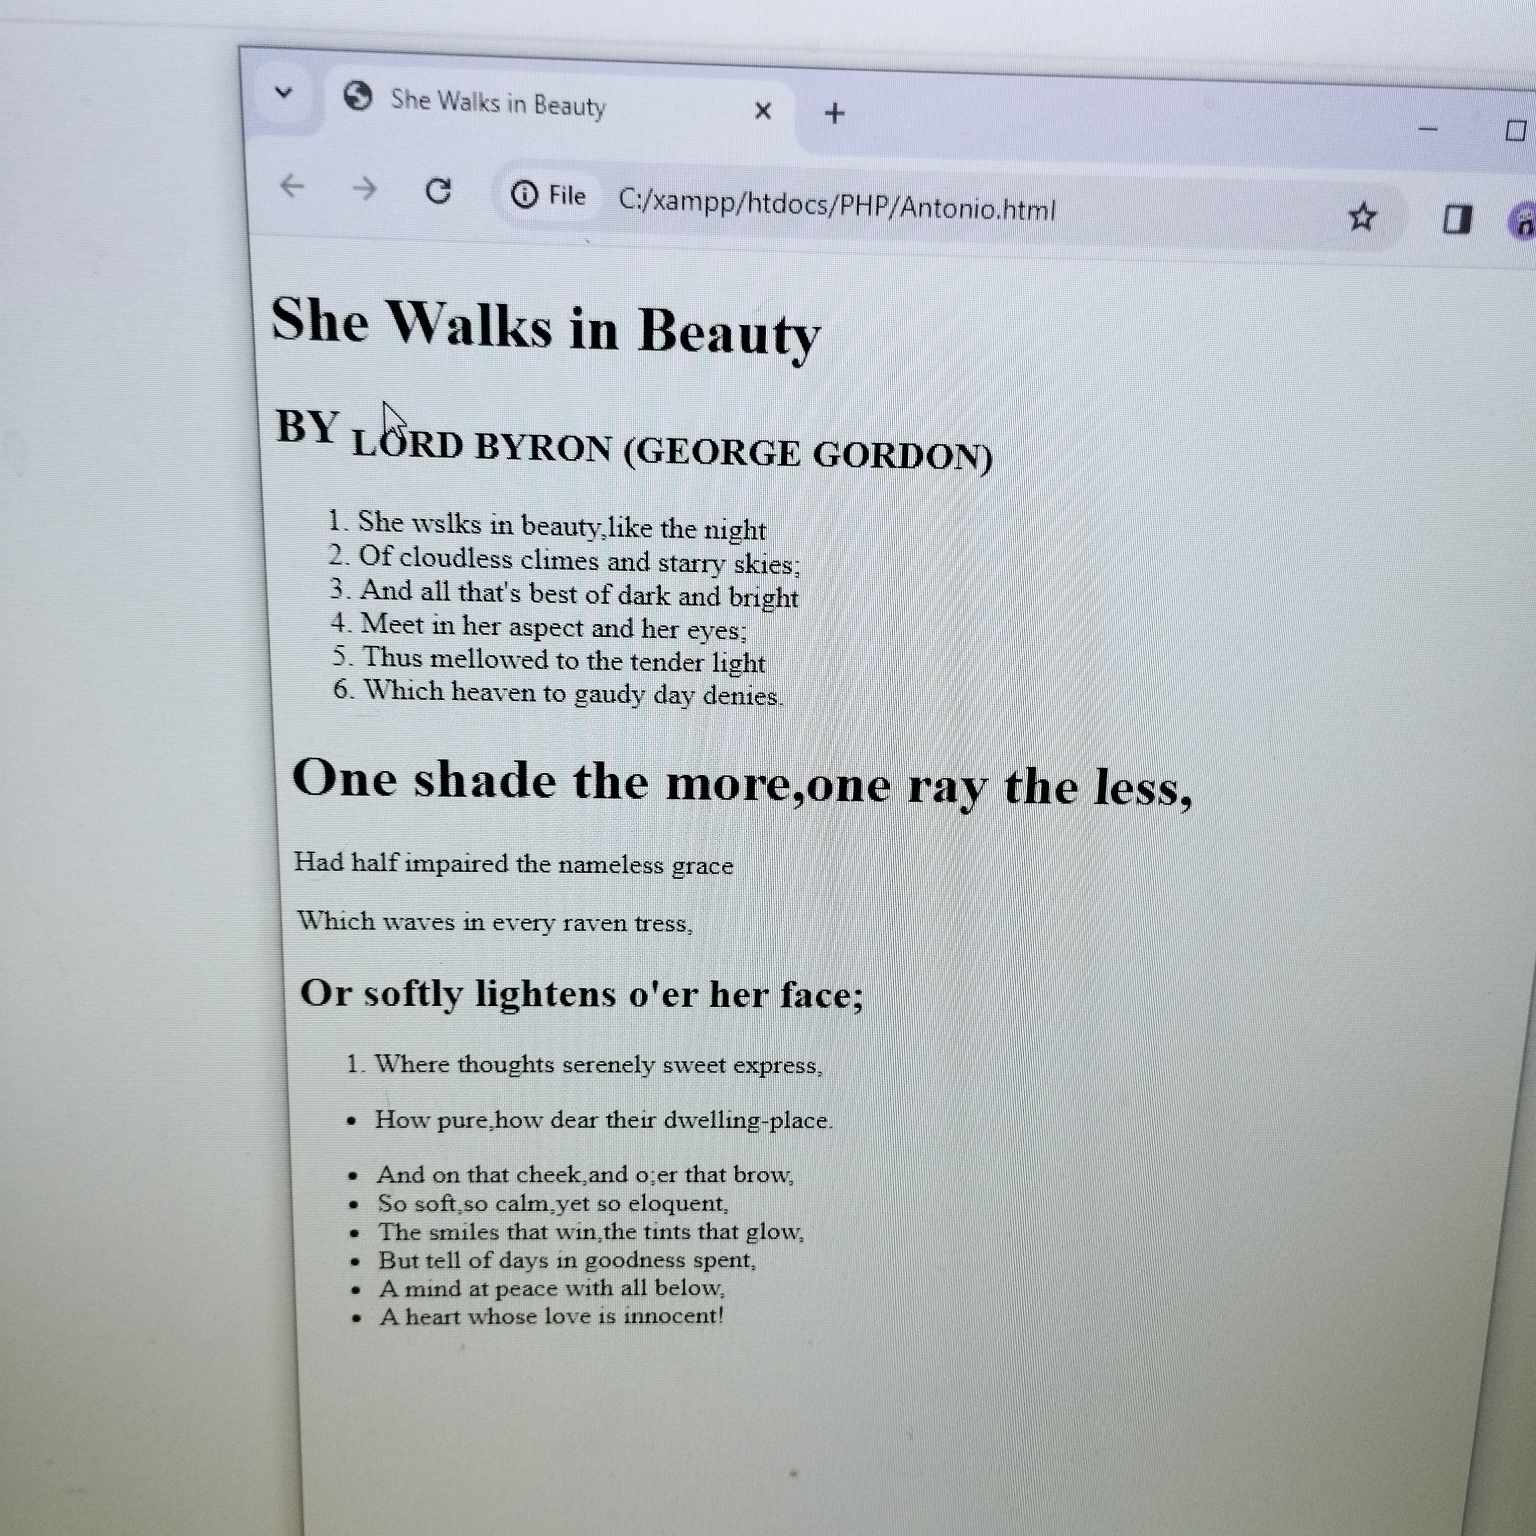 She Walks in Beauty
File C:/xampp/htdocs/PHP/Antonio.html
She Walks in Beauty
BY LORD BYRON (GEORGE GORDON)
1. She wslks in beauty,like the night
2. Of cloudless climes and starry skies;
3. And all that's best of dark and bright
4. Meet in her aspect and her eyes;
5. Thus mellowed to the tender light
6. Which heaven to gaudy day denies.
One shade the more,one ray the less,
Had half impaired the nameless grace
Which waves in every raven tress,
Or softly lightens o'er her face;
1. Where thoughts serenely sweet express,
• How pure,how dear their dwelling-place.
• And on that cheek,and o;er that brow,
• So soft,so calm,yet so eloquent,
• The smiles that win,the tints that glow,
• But tell of days in goodness spent,
• A mind at peace with all below,
• A heart whose love is innocent!